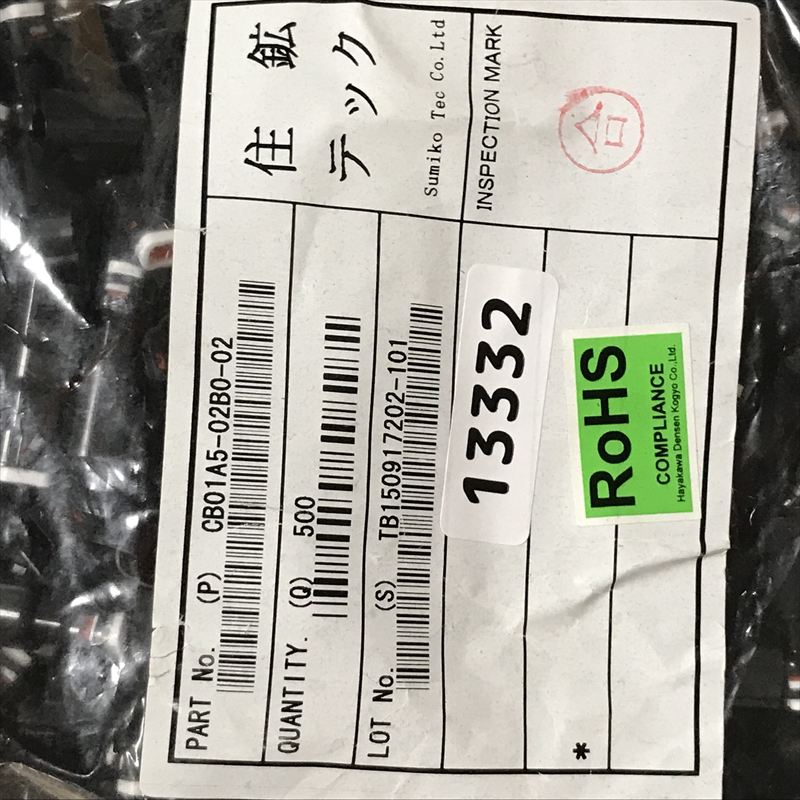 住 鉱
テック
Sumiko Tec Co. Ltd
INSPECTION MARK
合
PART No. (P) CB01A5-02B0-02
QUANTITY. (Q) 500
LOT No. (S) TB150917202-101
13332
*
RoHS
COMPLIANCE
Hayakawa Densen Kogyo Co.,Ltd.